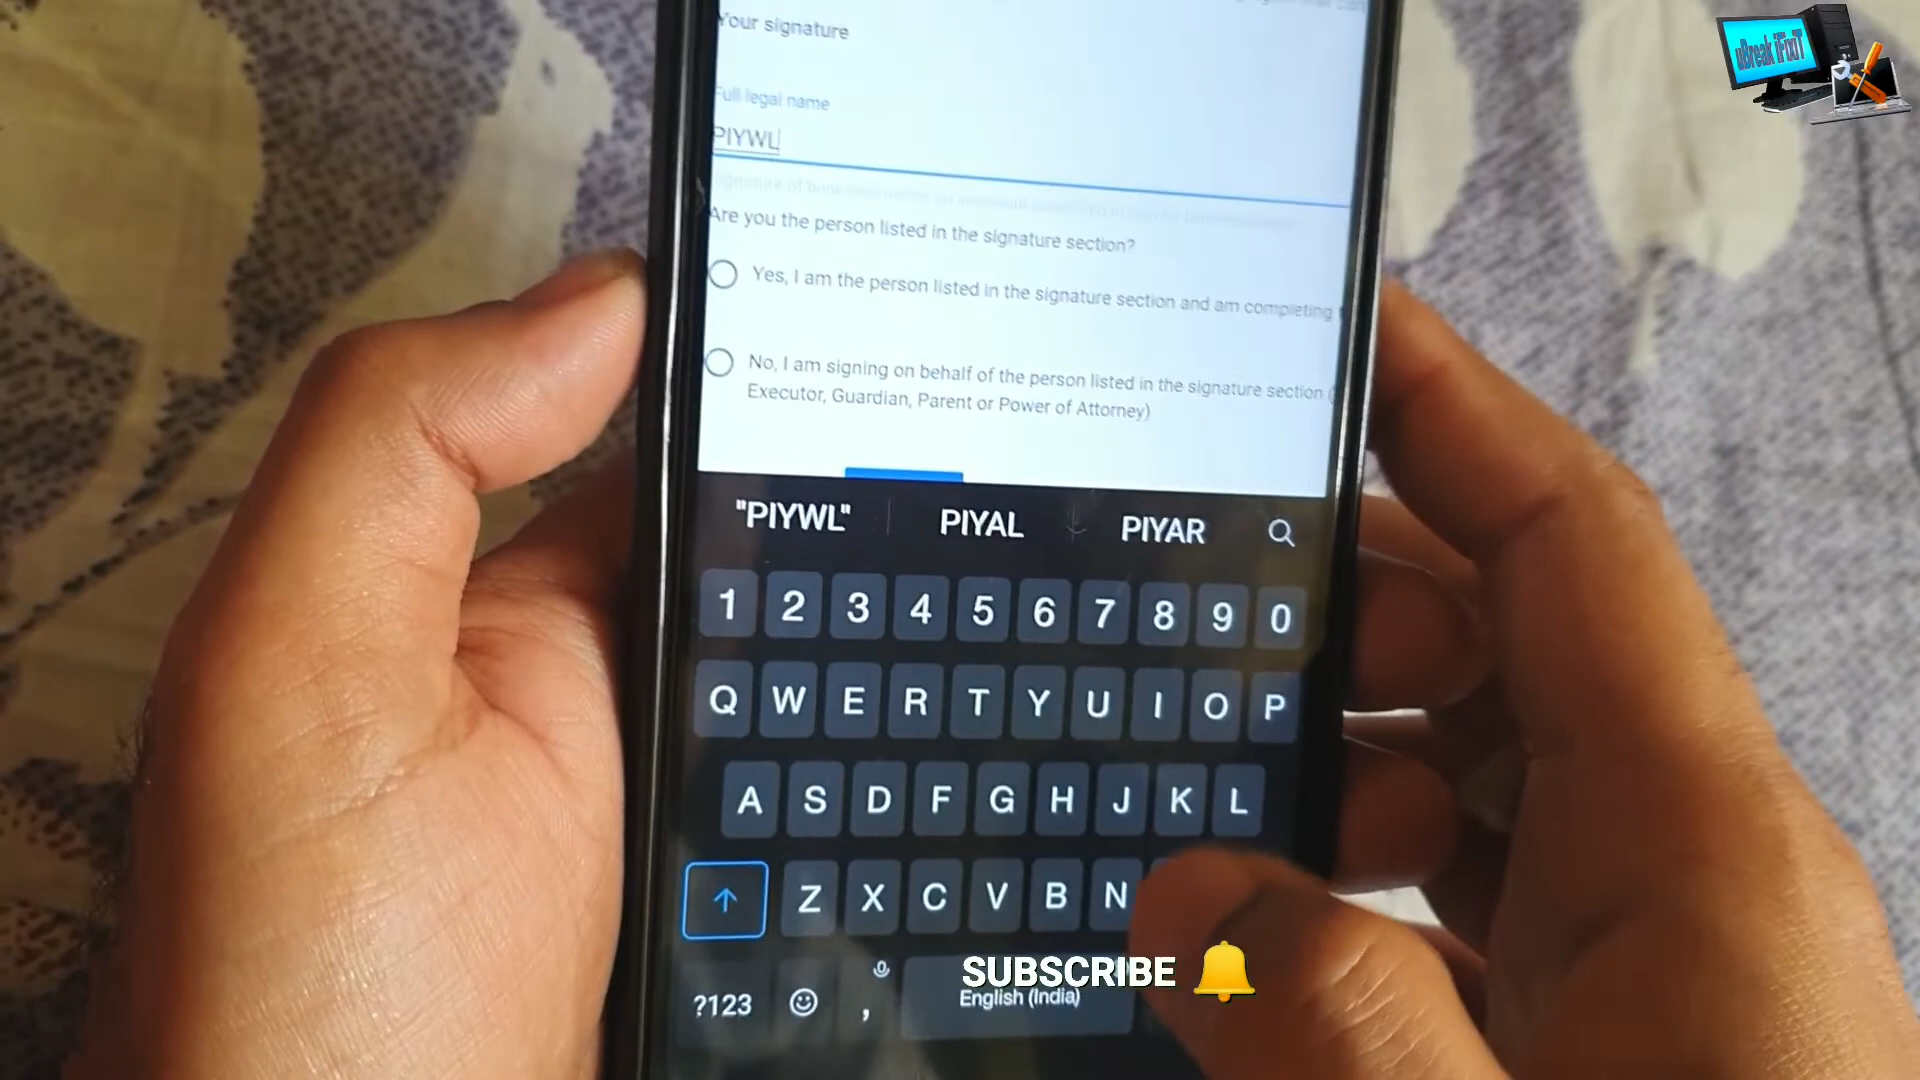 uBreak iFixIT
Your signature
Full legal name
PIYWL
Are you the person listed in the signature section?
Yes, I am the person listed in the signature section and am completing
No, I am signing on behalf of the person listed in the signature section (
Executor, Guardian, Parent or Power of Attorney)
"PIYWL" PIYAL PIYAR
1 2 3 4 5 6 7 8 9 0
Q W E R T Y U I O P
A S D F G H J K L
Z X C V B N
SUBSCRIBE
?123 , English (India)